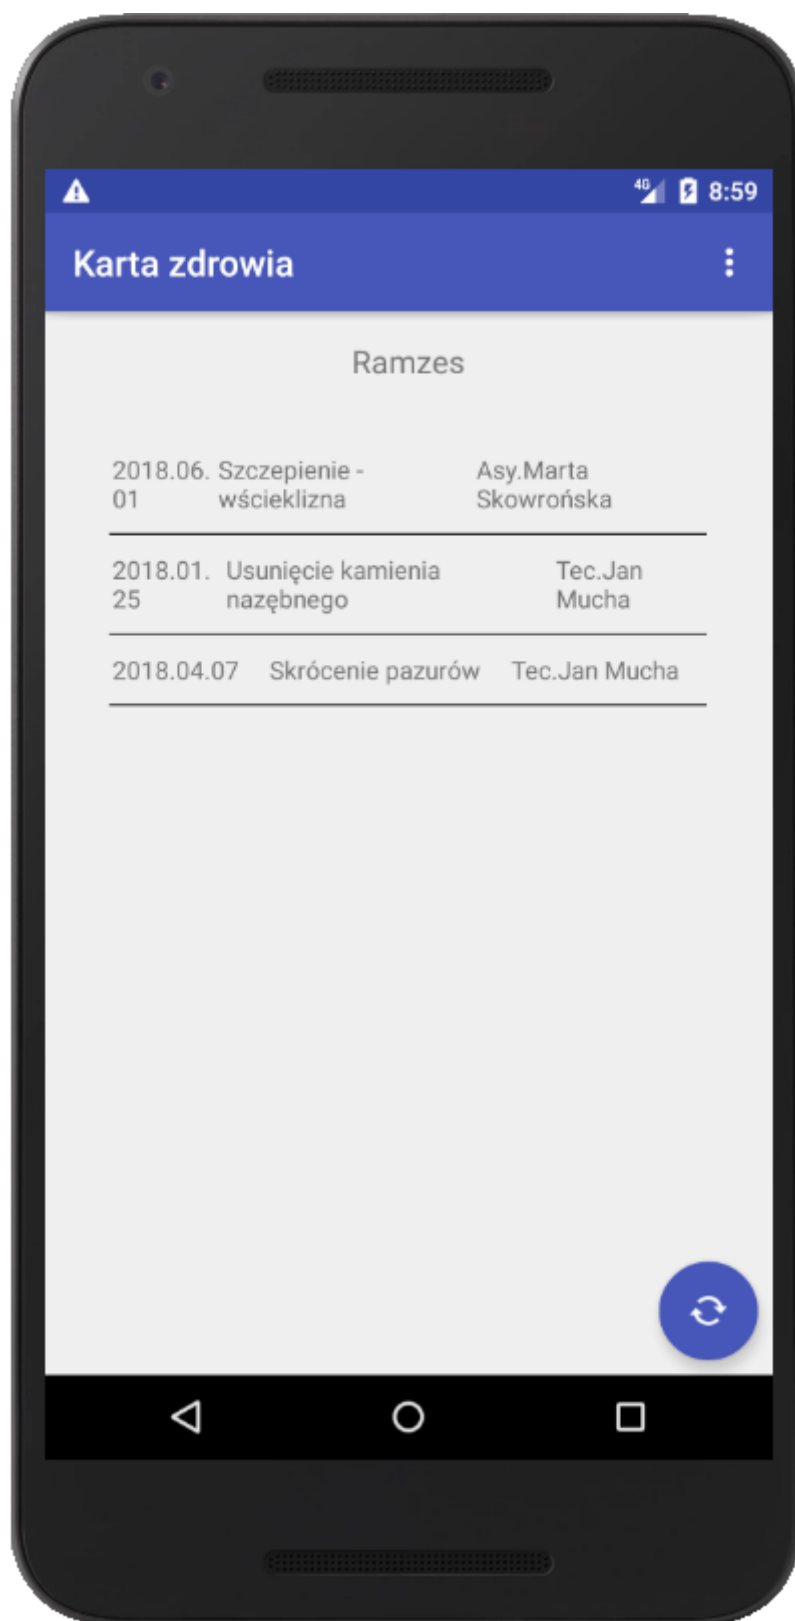 4G 8:59
Karta zdrowia
Ramzes
2018.06. Szczepienie - Asy.Marta
01 wścieklizna Skowrońska
2018.01. Usunięcie kamienia Tec.Jan
25 nazębnego Mucha
2018.04.07 Skrócenie pazurów Tec.Jan Mucha